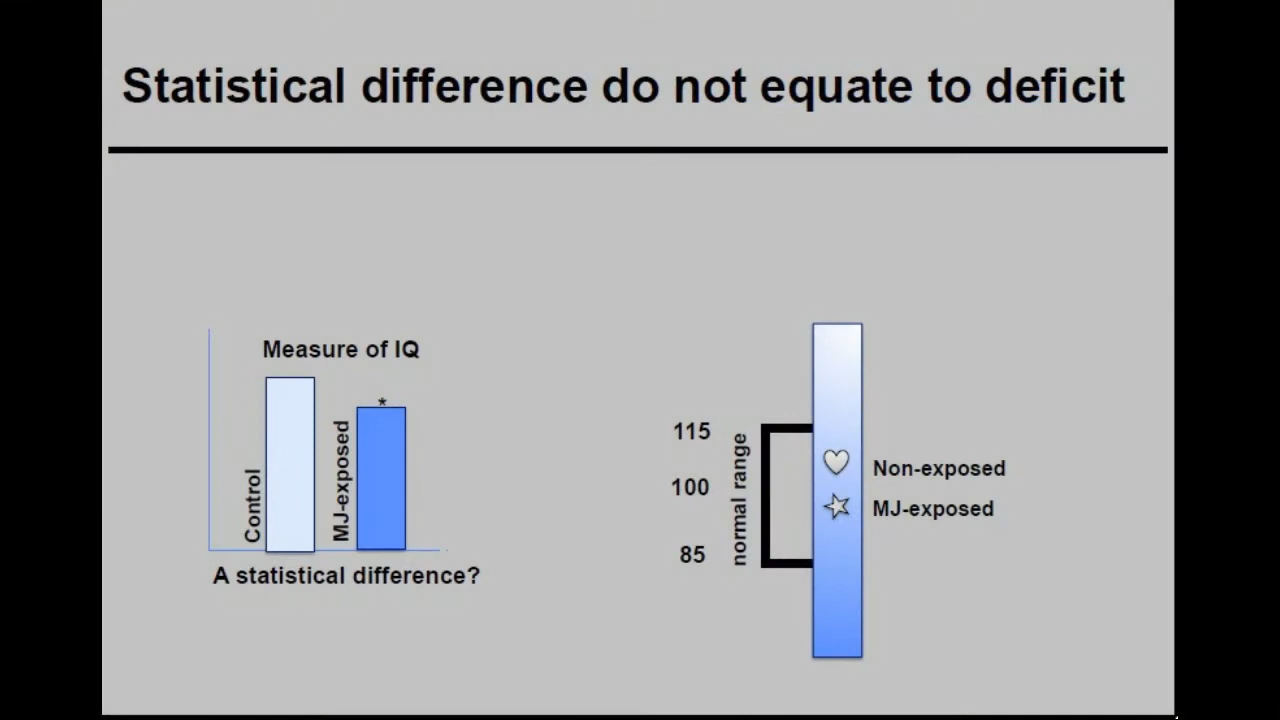 Statistical difference do not equate to deficit
Measure of IQ
*
Control
MJ-exposed
A statistical difference?
115
100
85
normal range
Non-exposed
MJ-exposed